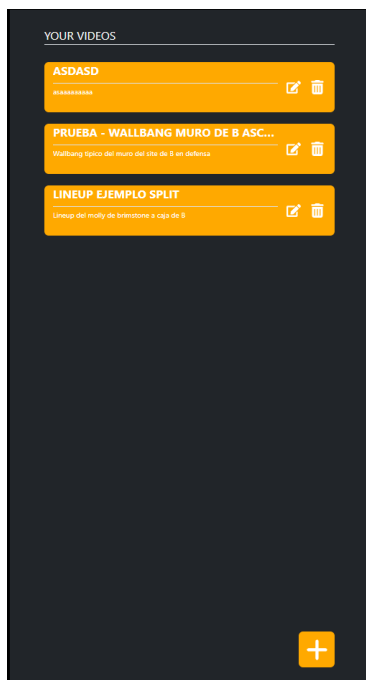 YOUR VIDEOS
ASDASD
asaaaaaaaa
PRUEBA - WALLBANG MURO DE B ASC...
Wallbang tipico del muro del site de B en defensa
LINEUP EJEMPLO SPLIT
Lineup del molly de brimstone a caja de B